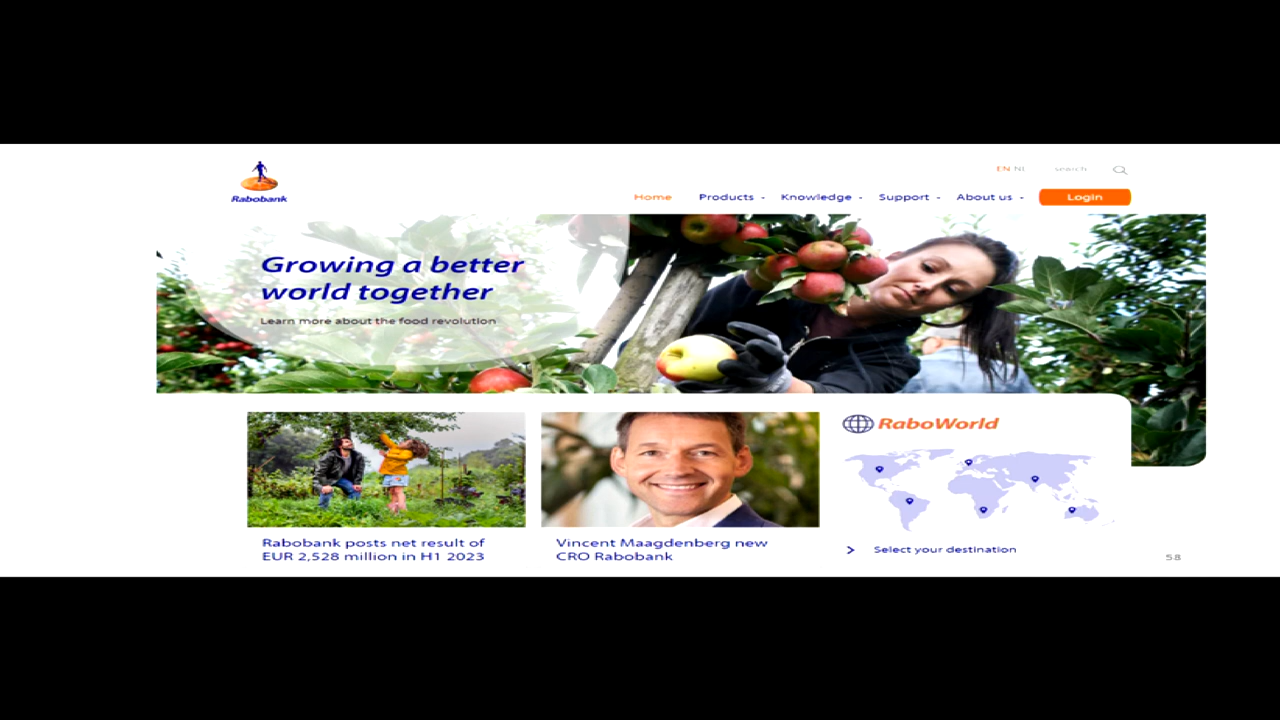 EN NL search
Rabobank
Home Products Knowledge Support About us Login
Growing a better
world together
Learn more about the food revolution
RaboWorld
Rabobank posts net result of
EUR 2,528 million in H1 2023
Vincent Maagdenberg new
CRO Rabobank
Select your destination
58